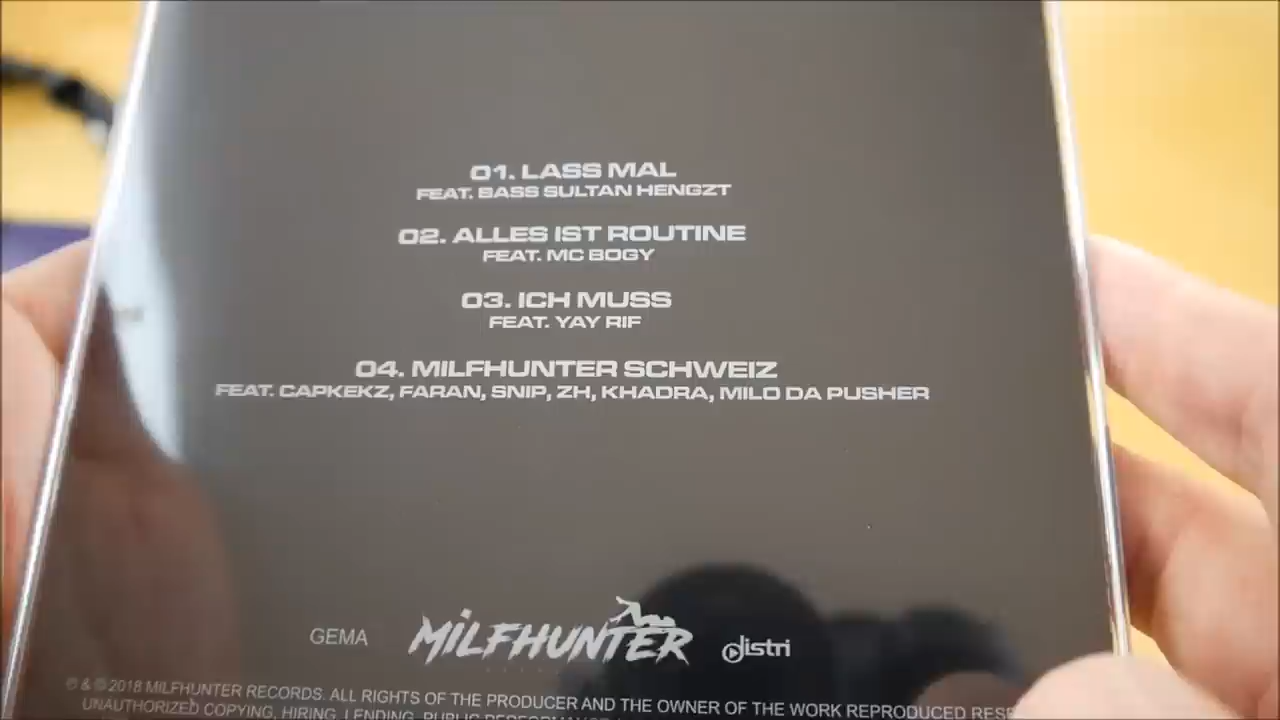 01. LASS MAL
FEAT. BASS SULTAN HENGZT
02. ALLES IST ROUTINE
FEAT. MC BOGY
03. ICH MUSS
FEAT. YAY RIF
04. MILFHUNTER SCHWEIZ
FEAT. CAPKEKZ, FARAN, SNIP, ZH, KHADRA, MILO DA PUSHER
GEMA MiLFHUNTER distri
℗ & © 2018 MILFHUNTER RECORDS. ALL RIGHTS OF THE PRODUCER AND THE OWNER OF THE WORK REPRODUCED RESE
UNAUTHORIZED COPYING, HIRING, LENDING, PUBLIC